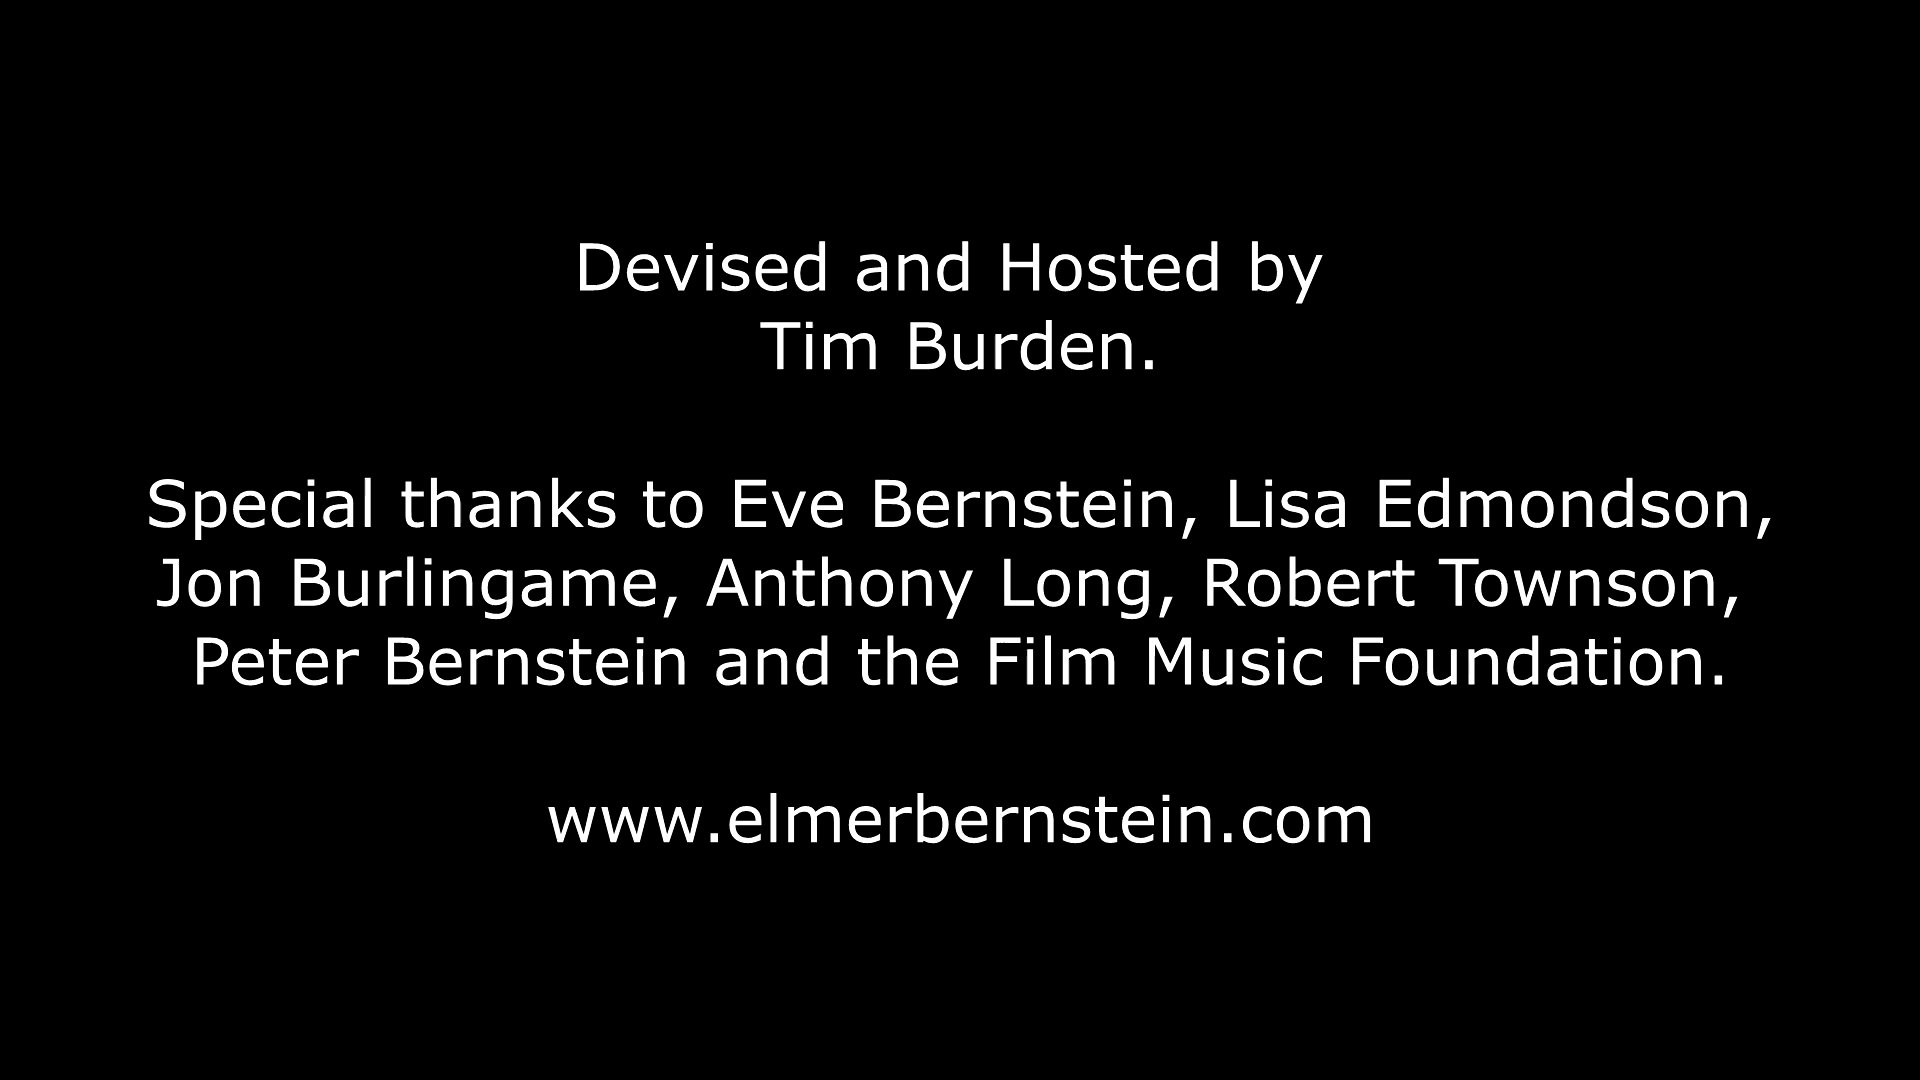 Devised and Hosted by
Tim Burden.
Special thanks to Eve Bernstein, Lisa Edmondson,
Jon Burlingame, Anthony Long, Robert Townson,
Peter Bernstein and the Film Music Foundation.
www.elmerbernstein.com